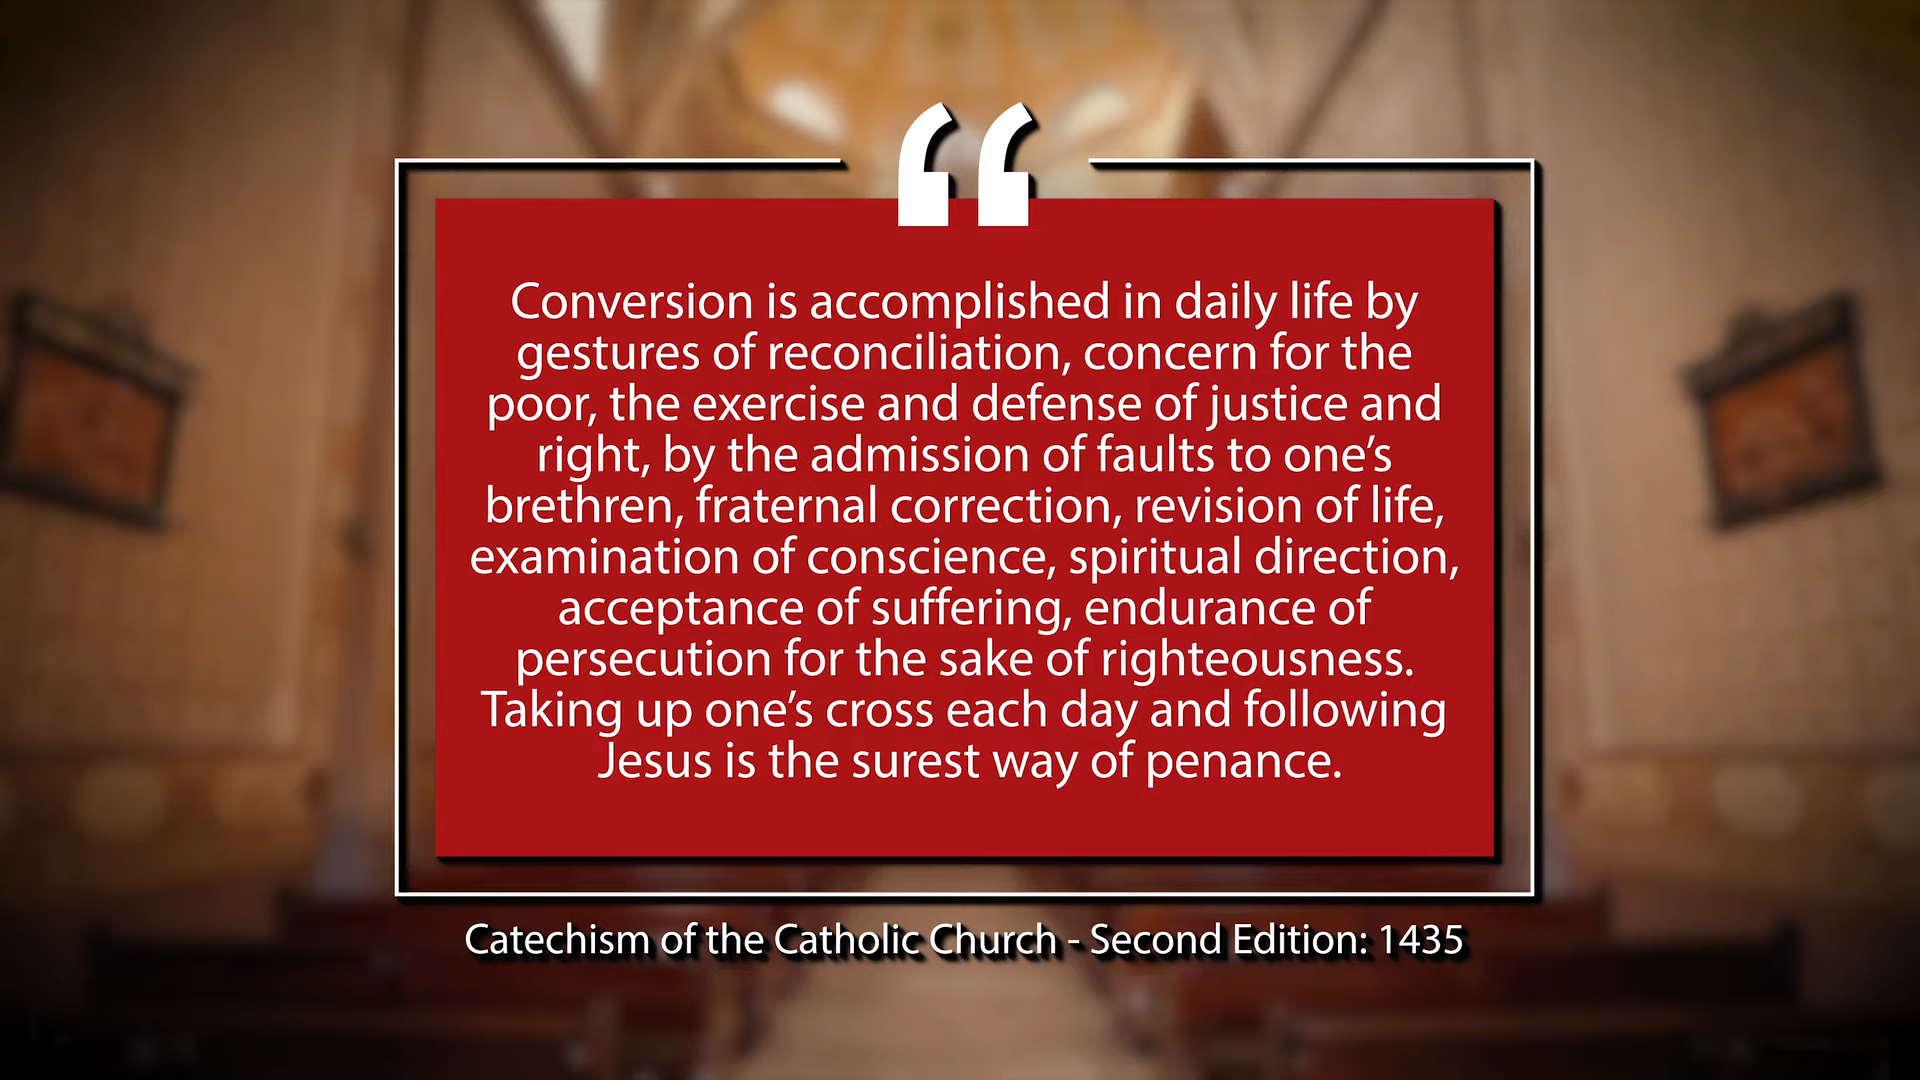 “
Conversion is accomplished in daily life by
gestures of reconciliation, concern for the
poor, the exercise and defense of justice and
right, by the admission of faults to one’s
brethren, fraternal correction, revision of life,
examination of conscience, spiritual direction,
acceptance of suffering, endurance of
persecution for the sake of righteousness.
Taking up one’s cross each day and following
Jesus is the surest way of penance.
Catechism of the Catholic Church - Second Edition: 1435